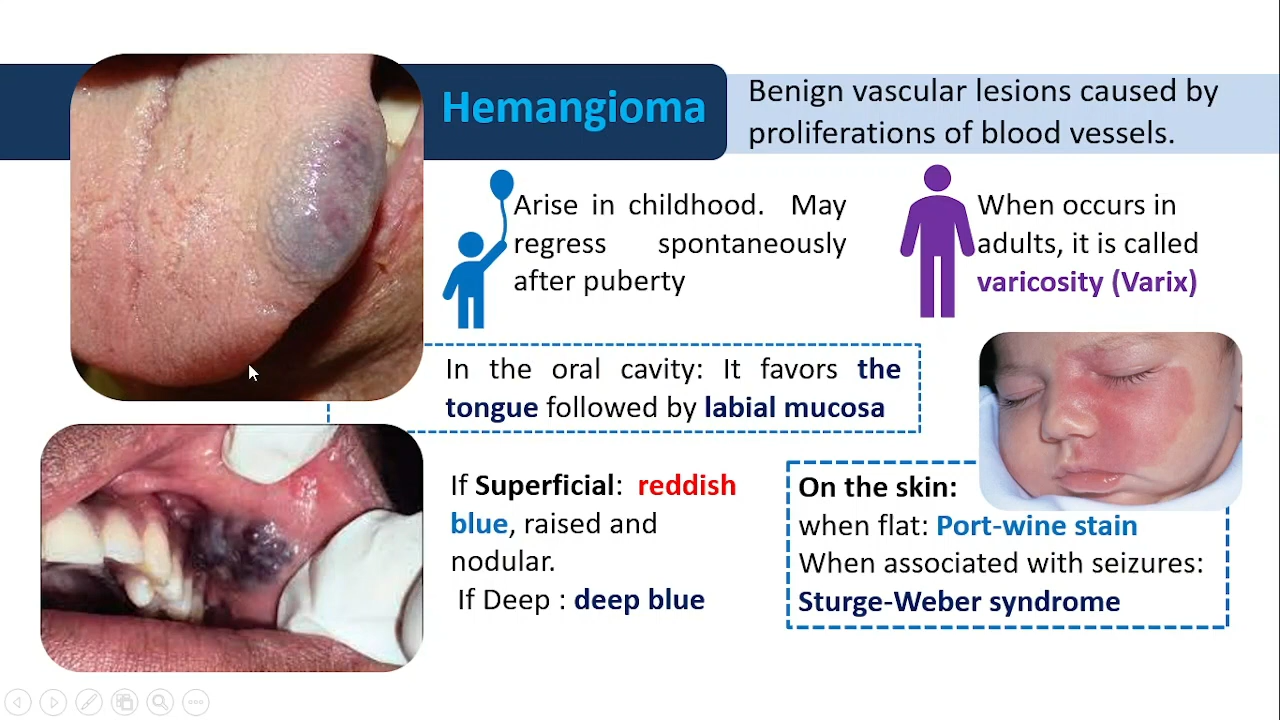 Hemangioma
Benign vascular lesions caused by
proliferations of blood vessels.
Arise in childhood. May
regress spontaneously
after puberty
When occurs in
adults, it is called
varicosity (Varix)
In the oral cavity: It favors the
tongue followed by labial mucosa
If Superficial: reddish
blue, raised and
nodular.
If Deep : deep blue
On the skin:
when flat: Port-wine stain
When associated with seizures:
Sturge-Weber syndrome